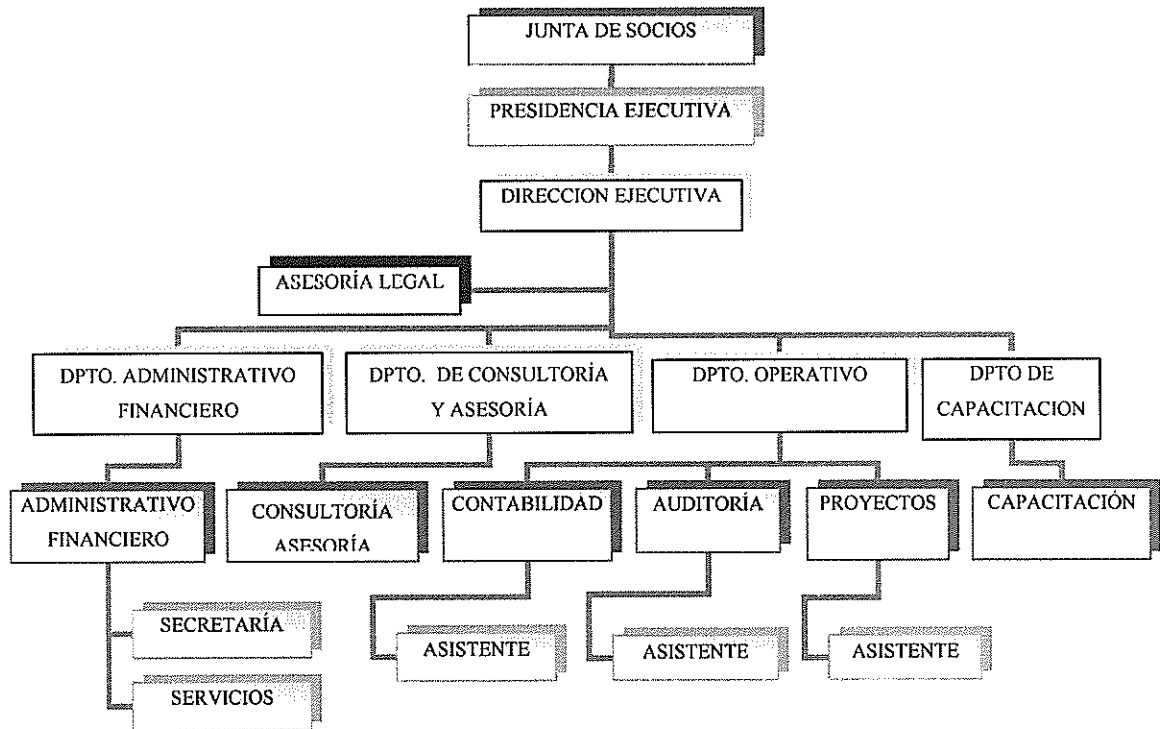 JUNTA DE SOCIOS
PRESIDENCIA EJECUTIVA
DIRECCION EJECUTIVA
ASESORÍA LEGAL
DPTO. ADMINISTRATIVO
FINANCIERO
DPTO. DE CONSULTORÍA
Y ASESORÍA
DPTO. OPERATIVO
DPTO DE
CAPACITACION
ADMINISTRATIVO
FINANCIERO
CONSULTORÍA
ASESORÍA
CONTABILIDAD
AUDITORÍA
PROYECTOS
CAPACITACIÓN
SECRETARÍA
SERVICIOS
ASISTENTE
ASISTENTE
ASISTENTE